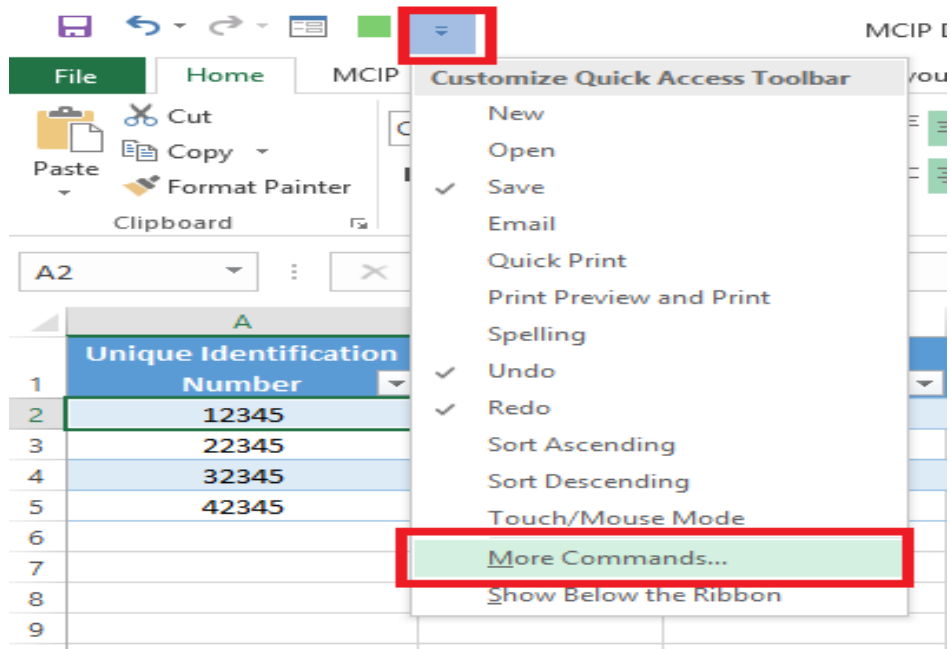 MCIP
File Home MCIP
Customize Quick Access Toolbar
Cut
Copy
Paste
Format Painter
Clipboard
New
Open
Save
Email
Quick Print
Print Preview and Print
Spelling
Undo
Redo
Sort Ascending
Sort Descending
Touch/Mouse Mode
More Commands...
Show Below the Ribbon
A2
A
Unique Identification
1 Number
2 12345
3 22345
4 32345
5 42345
6
7
8
9